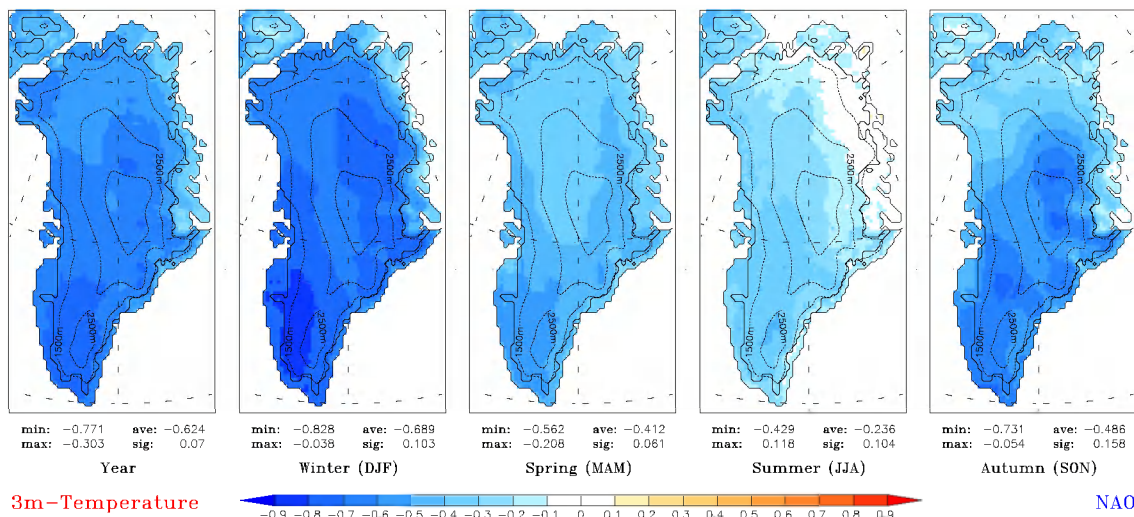 2500m 2500m 2500m 2500m 2500m
1500m 2500m 1500m 2500m 1500m 2500m 1500m 2500m 1500m 2500m
min: −0.771 ave: −0.624 min: −0.828 ave: −0.689 min: −0.562 ave: −0.412 min: −0.429 ave: −0.236 min: −0.731 ave: −0.486
max: −0.303 sig: 0.07 max: −0.038 sig: 0.103 max: −0.208 sig: 0.061 max: 0.118 sig: 0.104 max: −0.054 sig: 0.158
Year Winter (DJF) Spring (MAM) Summer (JJA) Autumn (SON)
3m−Temperature NAO
−0.9 −0.8 −0.7 −0.6 −0.5 −0.4 −0.3 −0.2 −0.1 0 0.1 0.2 0.3 0.4 0.5 0.6 0.7 0.8 0.9